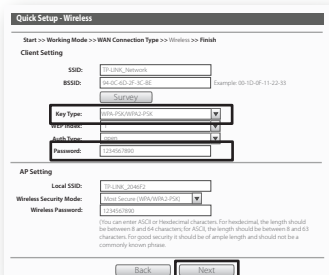 Quick Setup - Wireless
Start >> Working Mode >> WAN Connection Type >> Wireless >> Finish
Client Setting
SSID: TP-LINK_Network
BSSID: 94-0C-6D-2F-3C-BE Example: 00-1D-0F-11-22-33
Survey
Key Type: WPA-PSK/WPA2-PSK
WEP Index: 1
Auth Type: open
Password: 1234567890
AP Setting
Local SSID: TP-LINK_2046F2
Wireless Security Mode: Most Secure (WPA/WPA2-PSK)
Wireless Password: 1234567890
(You can enter ASCII or Hexdecimal characters. For hexdecimal, the length should
be between 8 and 64 characters; for ASCII, the length should be between 8 and 63
characters. For good security it should be of ample length and should not be a
commonly known phrase.
Back Next